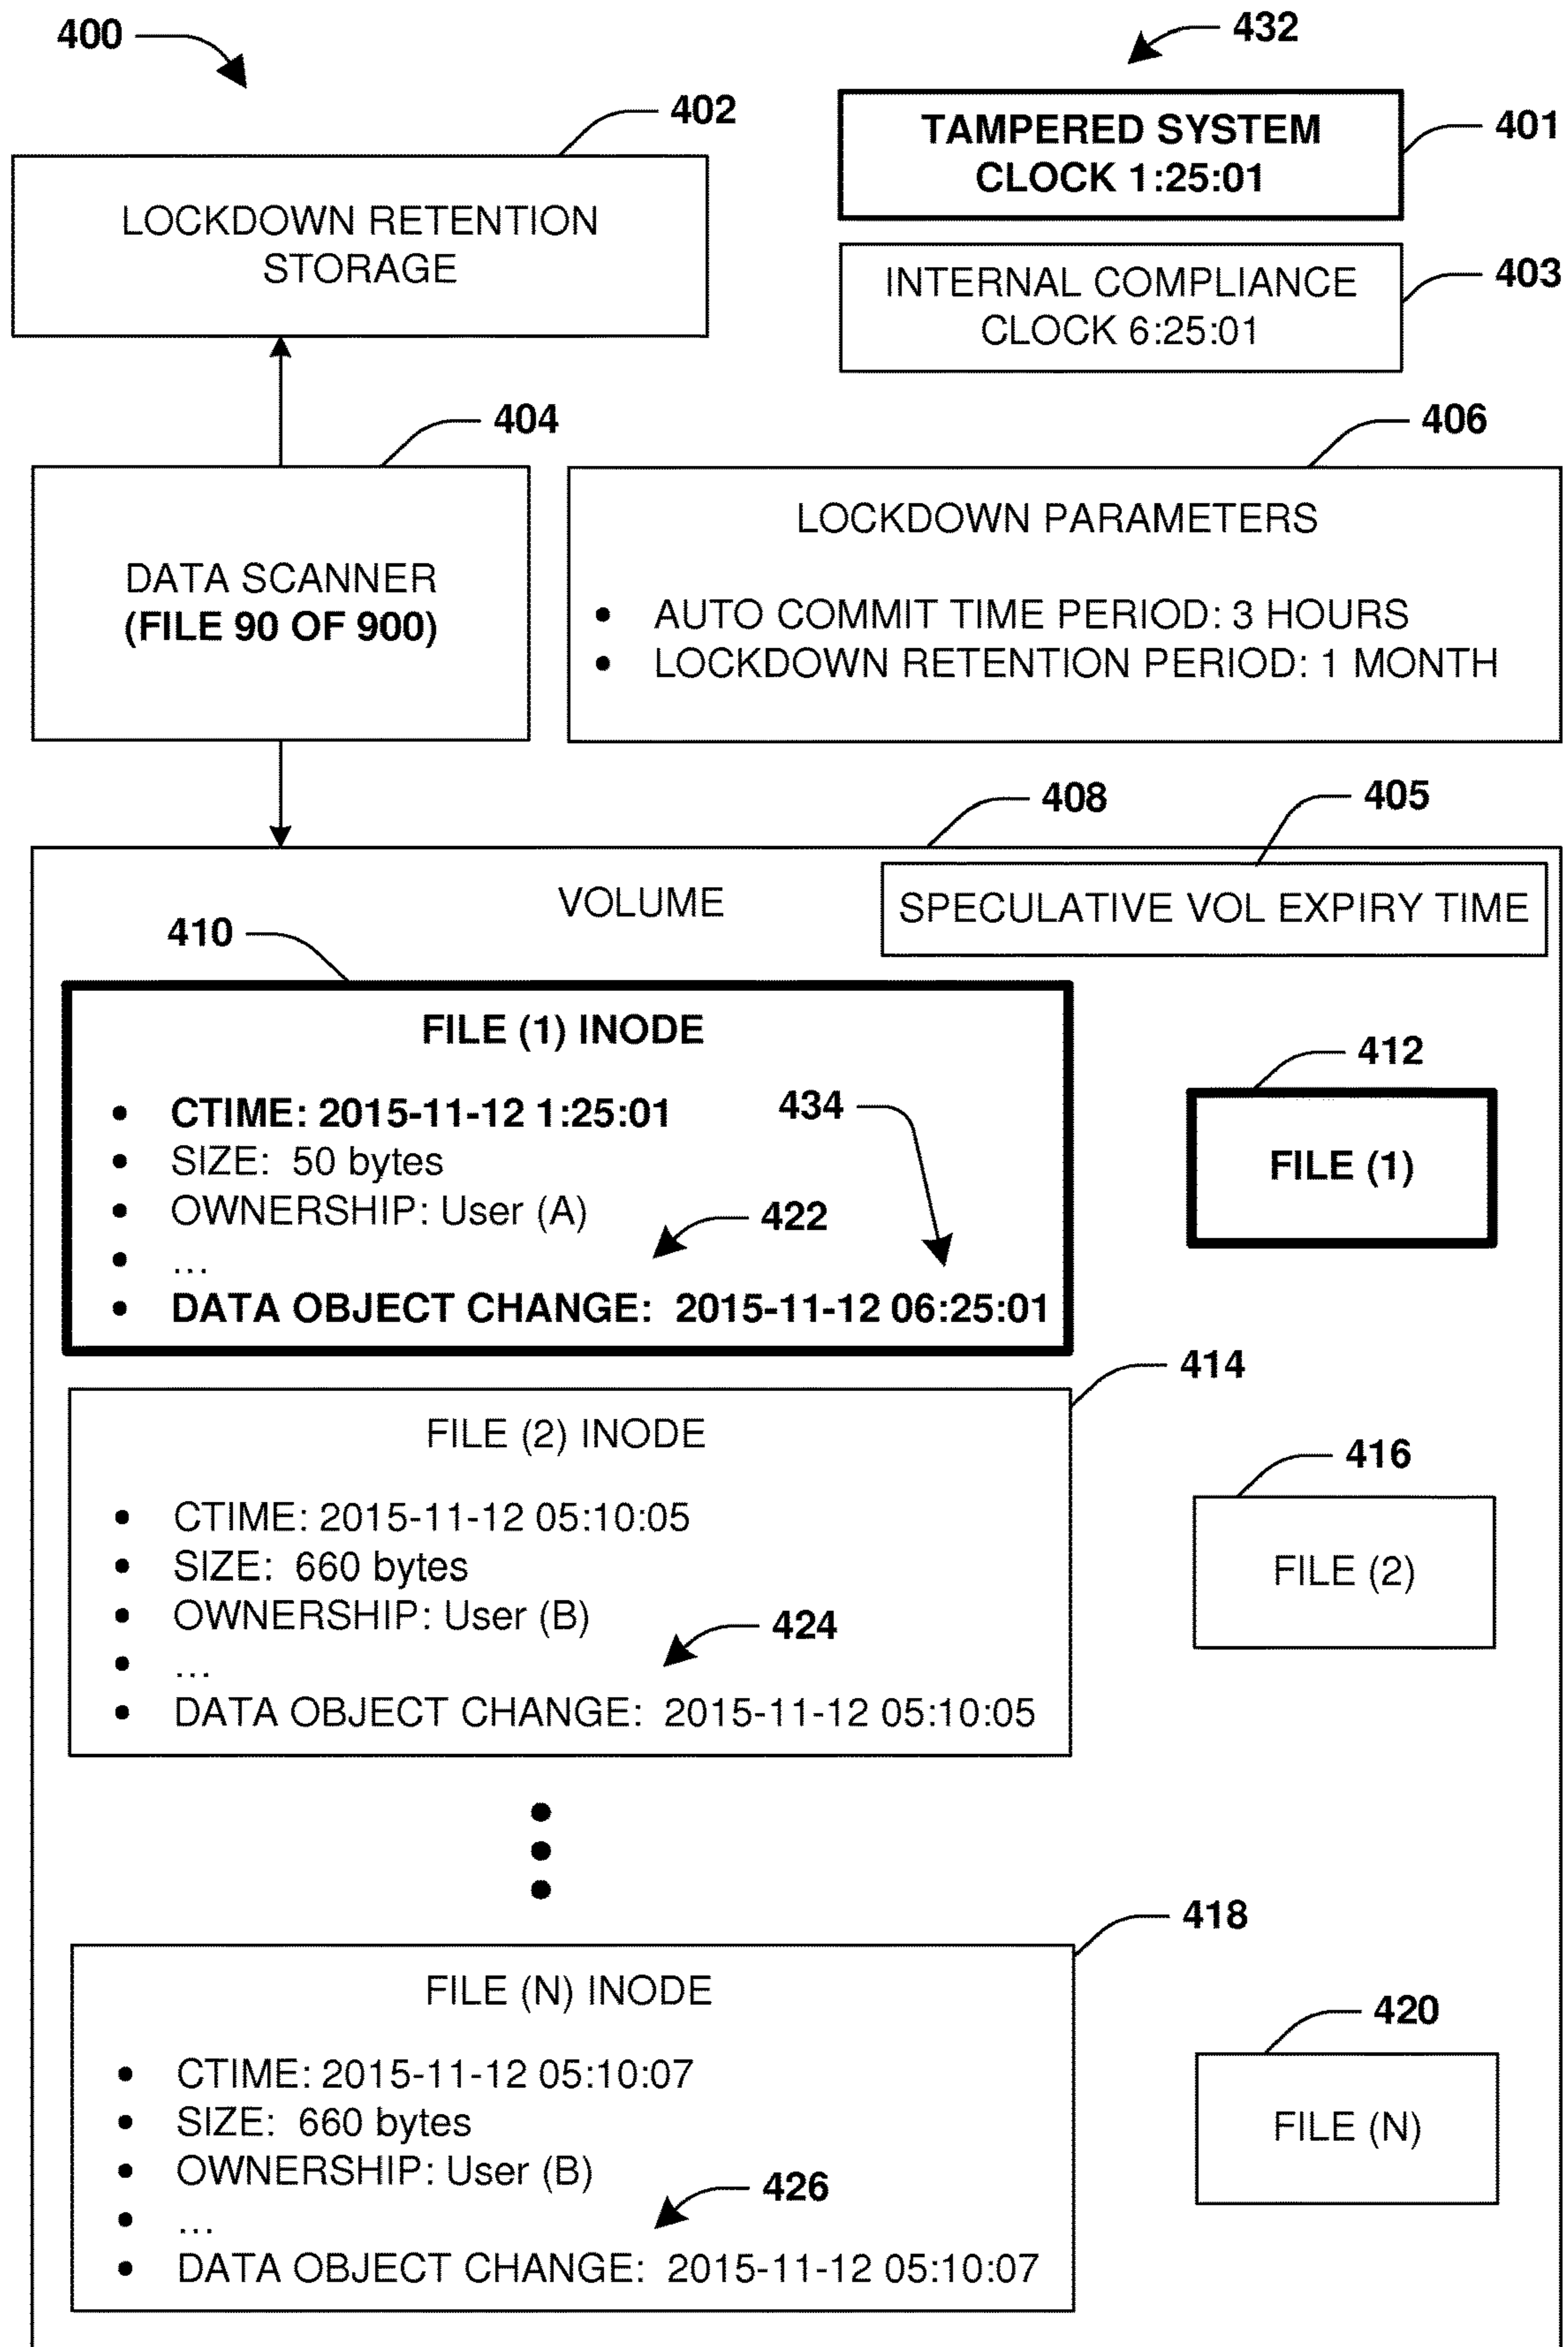 400
432
402
TAMPERED SYSTEM
CLOCK 1:25:01
401
LOCKDOWN RETENTION
STORAGE
INTERNAL COMPLIANCE
CLOCK 6:25:01
403
404
406
DATA SCANNER
(FILE 90 OF 900)
LOCKDOWN PARAMETERS
• AUTO COMMIT TIME PERIOD: 3 HOURS
• LOCKDOWN RETENTION PERIOD: 1 MONTH
408
405
VOLUME
SPECULATIVE VOL EXPIRY TIME
410
FILE (1) INODE
• CTIME: 2015-11-12 1:25:01
434
• SIZE: 50 bytes
• OWNERSHIP: User (A)
422
• ...
• DATA OBJECT CHANGE: 2015-11-12 06:25:01
412
FILE (1)
414
FILE (2) INODE
• CTIME: 2015-11-12 05:10:05
• SIZE: 660 bytes
• OWNERSHIP: User (B)
424
• ...
• DATA OBJECT CHANGE: 2015-11-12 05:10:05
416
FILE (2)
418
FILE (N) INODE
• CTIME: 2015-11-12 05:10:07
• SIZE: 660 bytes
• OWNERSHIP: User (B)
426
• ...
• DATA OBJECT CHANGE: 2015-11-12 05:10:07
420
FILE (N)